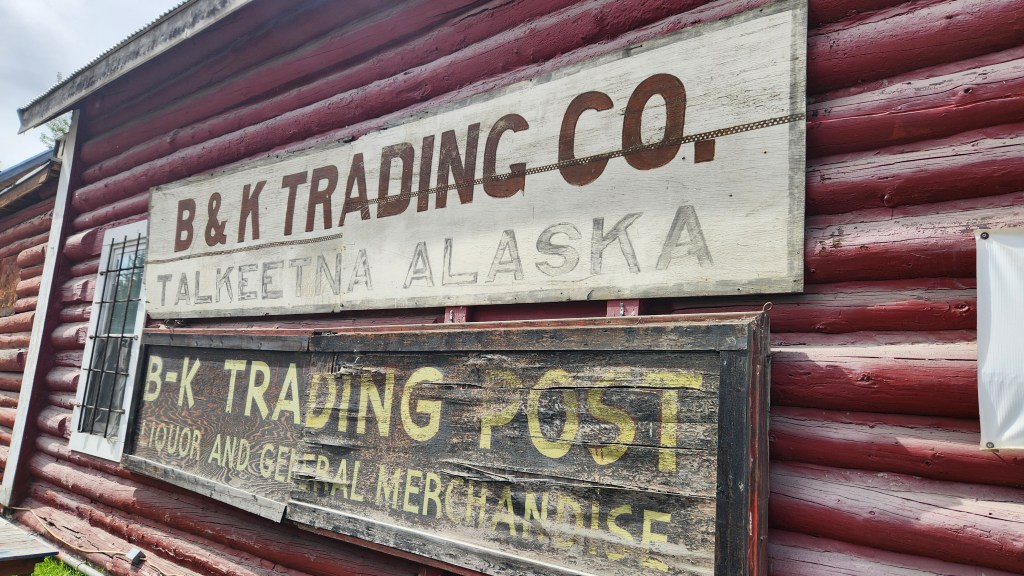 B & K TRADING CO.
TALKEETNA ALASKA
B-K TRADING POST
LIQUOR AND GENERAL MERCHANDISE